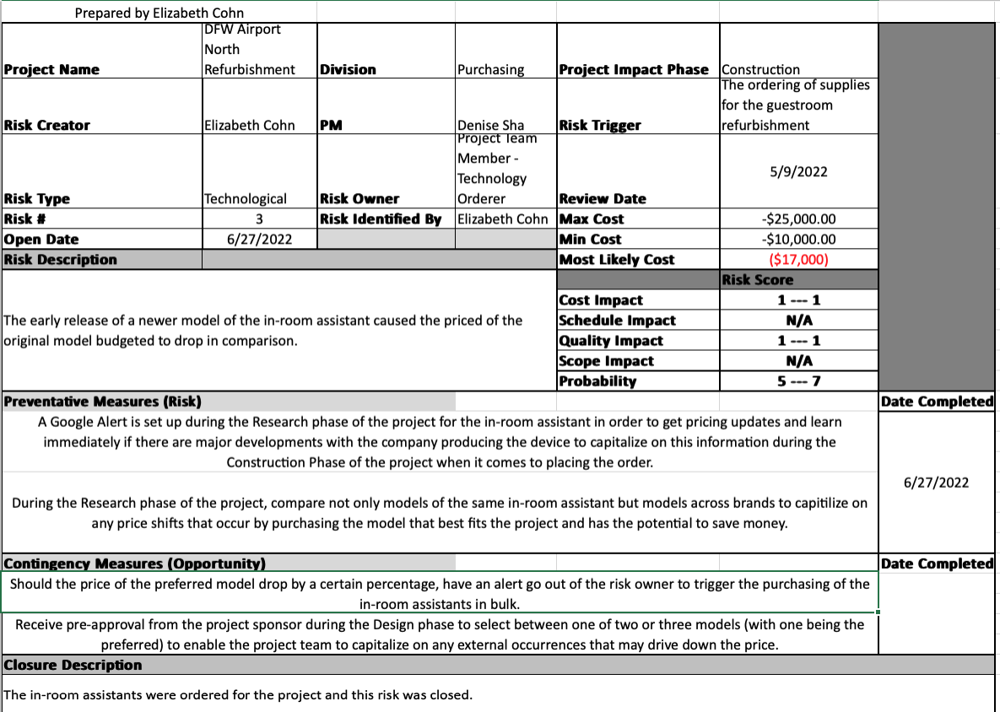 Prepared by Elizabeth Cohn
Project Name DFW Airport North Refurbishment Division Purchasing Project Impact Phase Construction
Risk Creator Elizabeth Cohn PM Denise Sha Risk Trigger The ordering of supplies for the guestroom refurbishment
Risk Type Technological Risk Owner Project Team Member - Technology Orderer Review Date 5/9/2022
Risk # 3 Risk Identified By Elizabeth Cohn Max Cost -$25,000.00
Open Date 6/27/2022 Min Cost -$10,000.00
Risk Description Most Likely Cost ($17,000)
Risk Score
Cost Impact 1 --- 1
Schedule Impact N/A
Quality Impact 1 --- 1
Scope Impact N/A
Probability 5 --- 7
The early release of a newer model of the in-room assistant caused the priced of the
original model budgeted to drop in comparison.
Preventative Measures (Risk) Date Completed
A Google Alert is set up during the Research phase of the project for the in-room assistant in order to get pricing updates and learn
immediately if there are major developments with the company producing the device to capitalize on this information during the
Construction Phase of the project when it comes to placing the order.
6/27/2022
During the Research phase of the project, compare not only models of the same in-room assistant but models across brands to capitilize on
any price shifts that occur by purchasing the model that best fits the project and has the potential to save money.
Contingency Measures (Opportunity) Date Completed
Should the price of the preferred model drop by a certain percentage, have an alert go out of the risk owner to trigger the purchasing of the
in-room assistants in bulk.
Receive pre-approval from the project sponsor during the Design phase to select between one of two or three models (with one being the
preferred) to enable the project team to capitalize on any external occurrences that may drive down the price.
Closure Description
The in-room assistants were ordered for the project and this risk was closed.